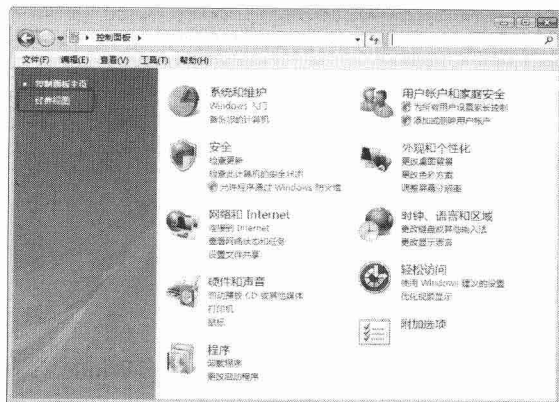 控制面板
文件(F) 编辑(E) 查看(V) 工具(T) 帮助(H)
控制面板主页
经典视图
系统和维护
Windows 入门
备份您的计算机
安全
检查更新
检查此计算机的安全状态
允许程序通过 Windows 防火墙
网络和 Internet
连接到 Internet
查看网络状态和任务
设置文件共享
硬件和声音
自动播放 CD 或其他媒体
打印机
鼠标
程序
卸载程序
更改启动程序
用户帐户和家庭安全
为所有用户设置家长控制
添加或删除用户帐户
外观和个性化
更改桌面背景
更改色彩方案
调整屏幕分辨率
时钟、语言和区域
更改键盘或其他输入法
更改显示语言
轻松访问
使用 Windows 建议的设置
优化视频显示
附加选项